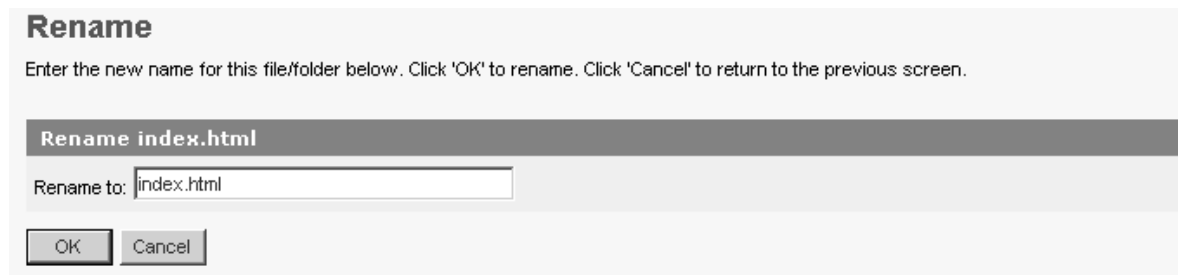 Rename
Enter the new name for this file/folder below. Click 'OK' to rename. Click 'Cancel' to return to the previous screen.
Rename index.html
Rename to: index.html
OK Cancel